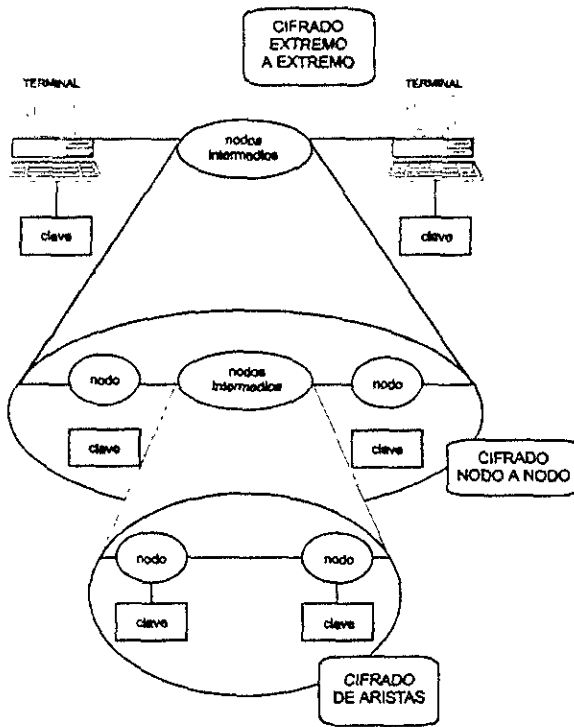 CIFRADO
EXTREMO
A EXTREMO
TERMINAL
TERMINAL
nodos
Intermedios
clave
clave
nodo
nodos
Intermedios
nodo
clave
clave
CIFRADO
NODO A NODO
nodo
nodo
clave
clave
CIFRADO
DE ARISTAS